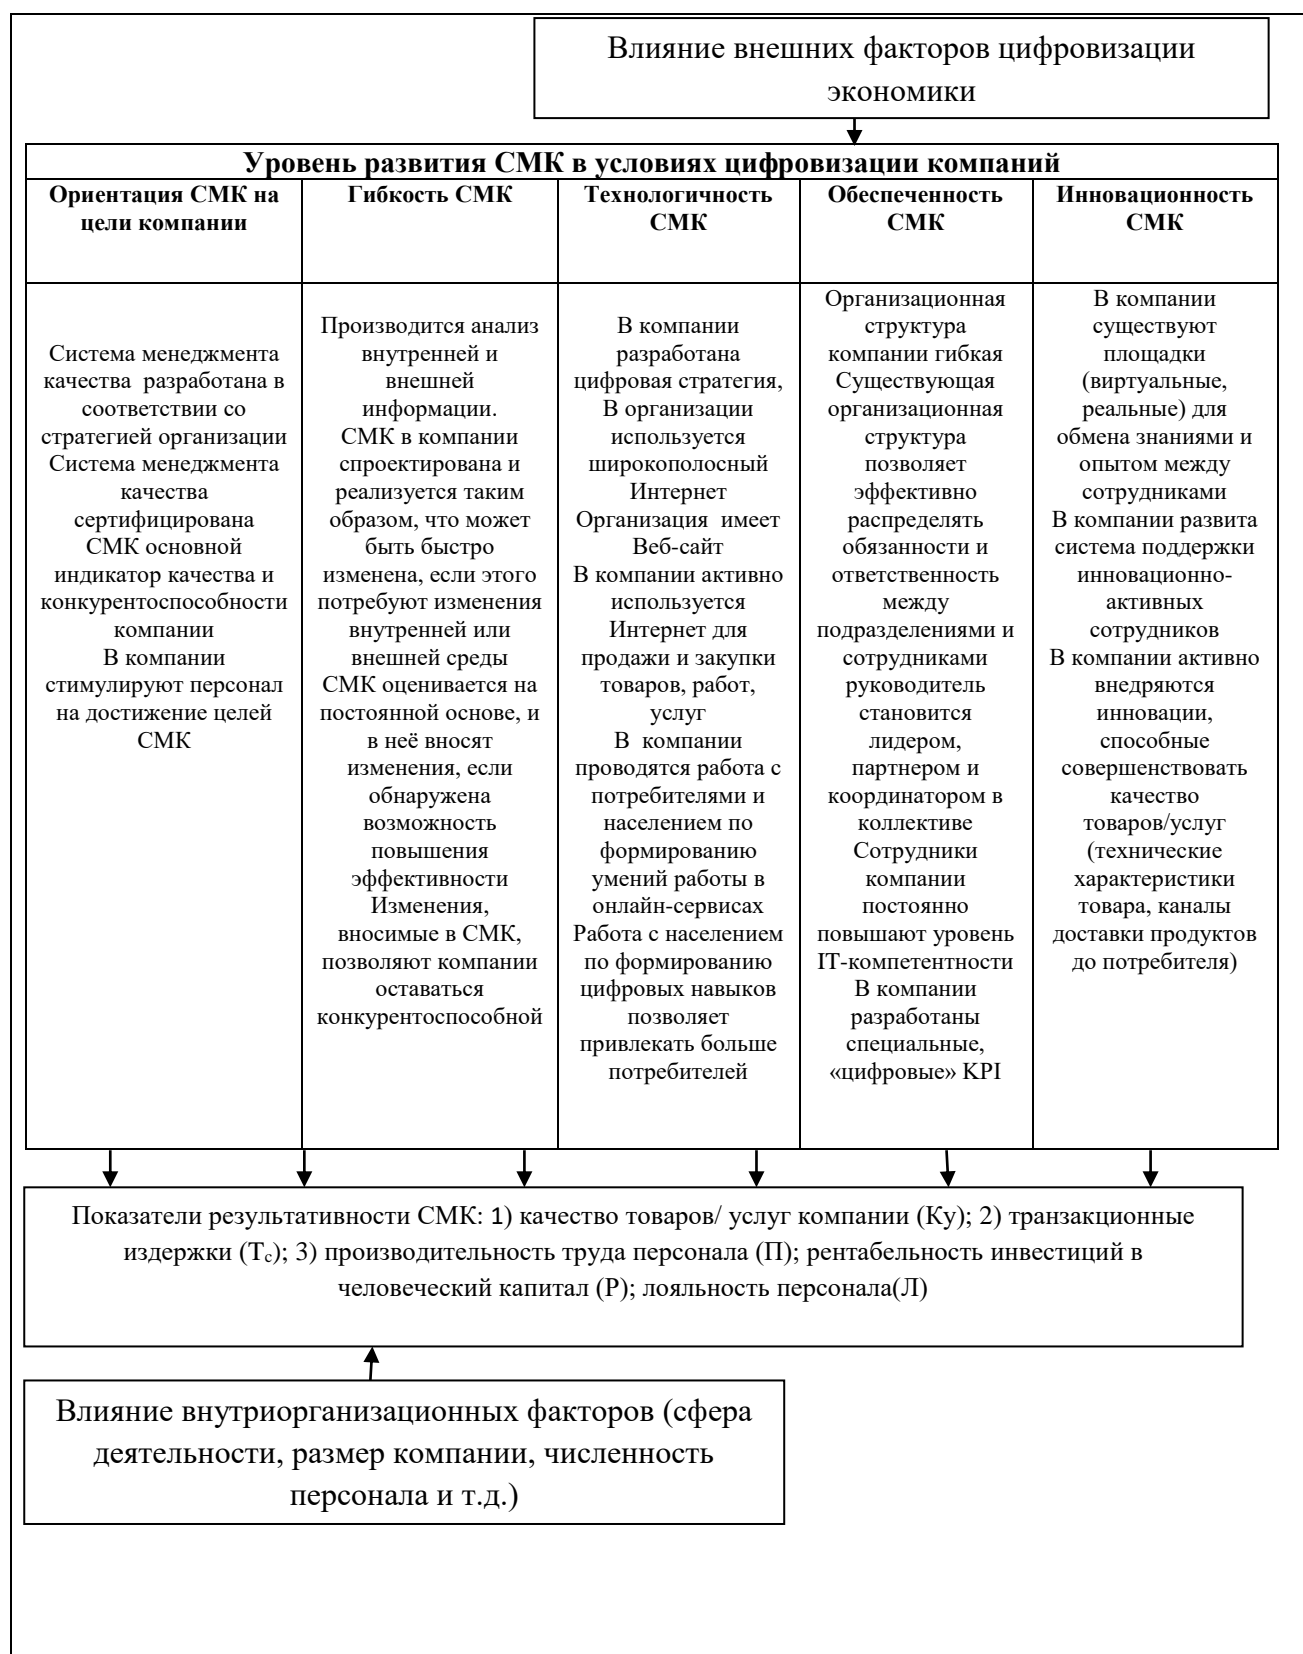 Влияние внешних факторов цифровизации
экономики
Уровень развития СМК в условиях цифровизации компаний
Ориентация СМК на
цели компании
Гибкость СМК
Технологичность
СМК
Обеспеченность
СМК
Инновационность
СМК
Система менеджмента
качества разработана в
соответствии со
стратегией организации
Система менеджмента
качества
сертифицирована
СМК основной
индикатор качества и
конкурентоспособности
компании
В компании
стимулируют персонал
на достижение целей
СМК
Производится анализ
внутренней и
внешней
информации.
СМК в компании
спроектирована и
реализуется таким
образом, что может
быть быстро
изменена, если этого
потребуют изменения
внутренней или
внешней среды
СМК оценивается на
постоянной основе, и
в неё вносят
изменения, если
обнаружена
возможность
повышения
эффективности
Изменения,
вносимые в СМК,
позволяют компании
оставаться
конкурентоспособной
В компании
разработана
цифровая стратегия,
В организации
используется
широкополосный
Интернет
Организация имеет
Веб-сайт
В компании активно
используется
Интернет для
продажи и закупки
товаров, работ,
услуг
В компании
проводятся работа с
потребителями и
населением по
формированию
умений работы в
онлайн-сервисах
Работа с населением
по формированию
цифровых навыков
позволяет
привлекать больше
потребителей
Организационная
структура
компании гибкая
Существующая
организационная
структура
позволяет
эффективно
распределять
обязанности и
ответственность
между
подразделениями и
сотрудниками
руководитель
становится
лидером,
партнером и
координатором в
коллективе
Сотрудники
компании
постоянно
повышают уровень
IT-компетентности
В компании
разработаны
специальные,
«цифровые» KPI
В компании
существуют
площадки
(виртуальные,
реальные) для
обмена знаниями и
опытом между
сотрудниками
В компании развита
система поддержки
инновационно-
активных
сотрудников
В компании активно
внедряются
инновации,
способные
совершенствовать
качество
товаров/услуг
(технические
характеристики
товара, каналы
доставки продуктов
до потребителя)
Показатели результативности СМК: 1) качество товаров/ услуг компании (Ку); 2) транзакционные
издержки (Тс); 3) производительность труда персонала (П); рентабельность инвестиций в
человеческий капитал (Р); лояльность персонала(Л)
Влияние внутриорганизационных факторов (сфера
деятельности, размер компании, численность
персонала и т.д.)